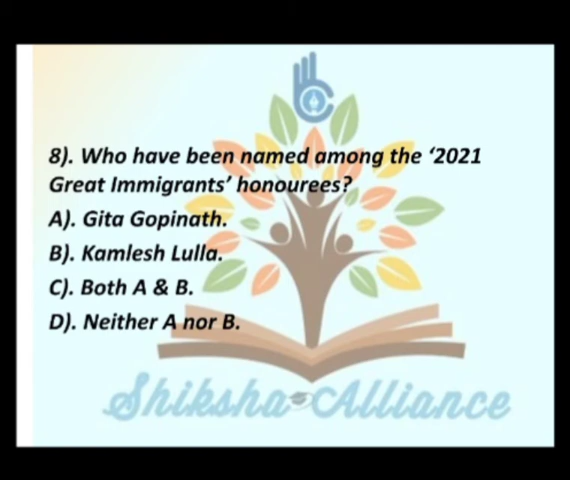 8). Who have been named among the ‘2021
Great Immigrants’ honourees?
A). Gita Gopinath.
B). Kamlesh Lulla.
C). Both A & B.
D). Neither A nor B.
Shiksha Alliance